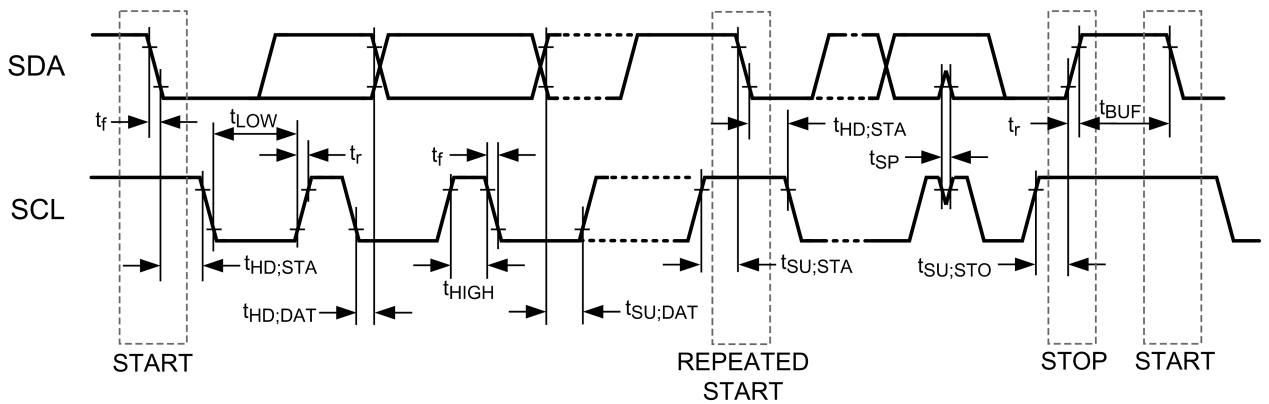 SDA
tf
tLOW
tr
tf
tHD;STA
tSP
tr
tBUF
SCL
tHD;STA
tHD;DAT
tHIGH
tSU;DAT
tSU;STA
tSU;STO
START
REPEATED
START
STOP
START